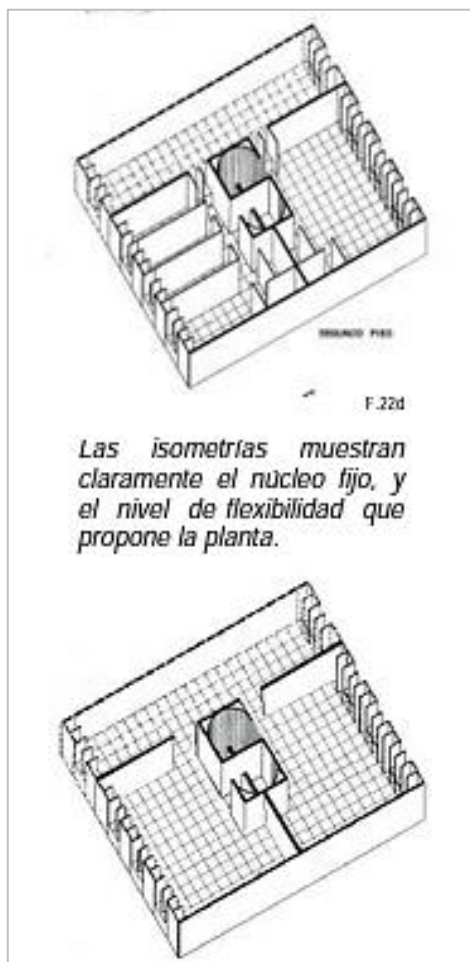 SEGUNDO PISO
F.22d
Las isometrías muestran
claramente el núcleo fijo, y
el nivel de flexibilidad que
propone la planta.